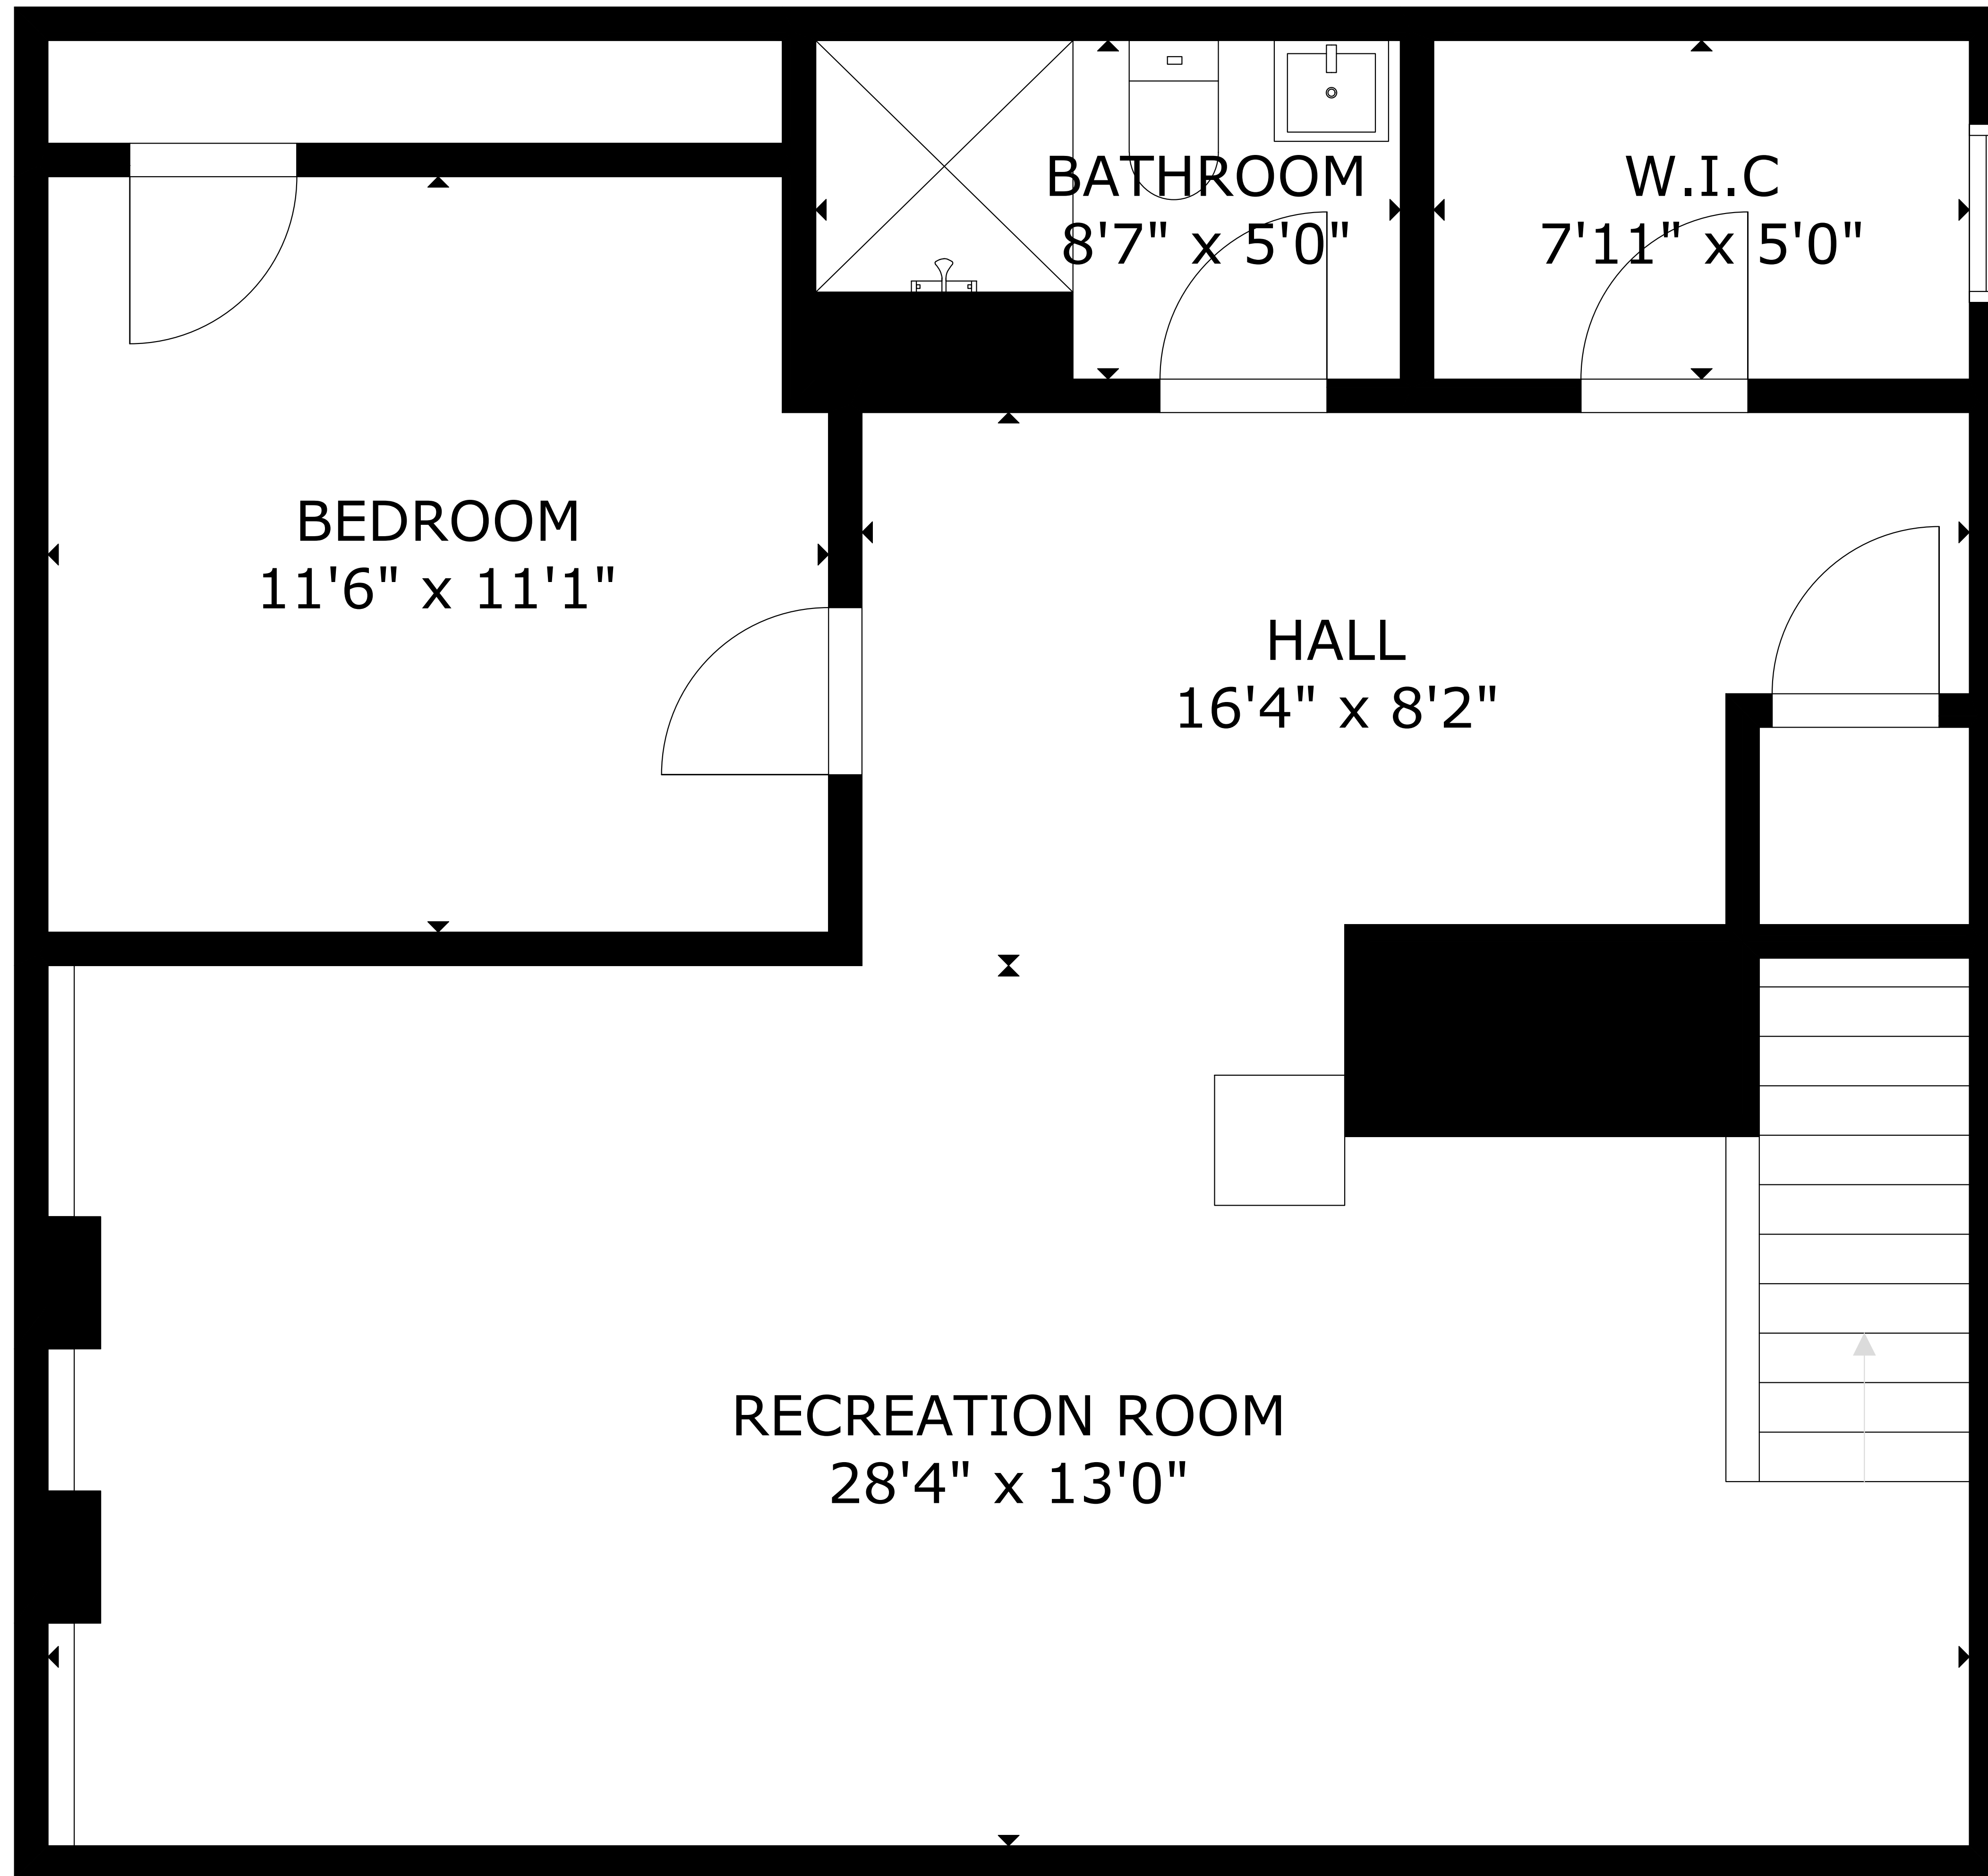 BATHROOM
8'7" x 5'0"
W.I.C
7'11" x 5'0"
BEDROOM
11'6" x 11'1"
HALL
16'4" x 8'2"
RECREATION ROOM
28'4" x 13'0"